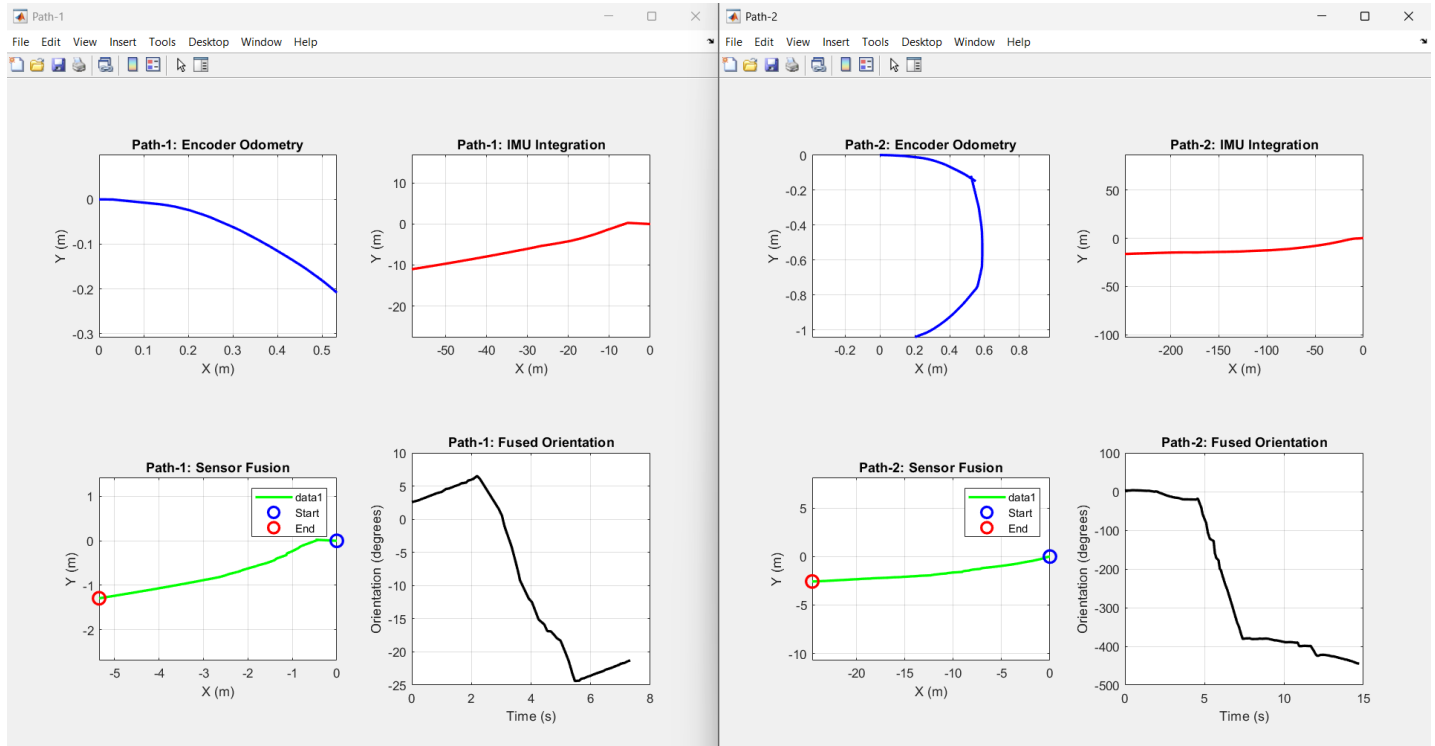 Path-1
File Edit View Insert Tools Desktop Window Help
Path-1: Encoder Odometry
0
-0.1
-0.2
-0.3
Y (m)
0 0.1 0.2 0.3 0.4 0.5
X (m)
Path-1: IMU Integration
10
0
-10
-20
Y (m)
-50 -40 -30 -20 -10 0
X (m)
Path-1: Sensor Fusion
1
0
-1
-2
Y (m)
data1
Start
End
-5 -4 -3 -2 -1 0
X (m)
Path-1: Fused Orientation
10
5
0
-5
-10
-15
-20
-25
Orientation (degrees)
0 2 4 6 8
Time (s)
Path-2
File Edit View Insert Tools Desktop Window Help
Path-2: Encoder Odometry
0
-0.2
-0.4
-0.6
-0.8
-1
Y (m)
-0.2 0 0.2 0.4 0.6 0.8
X (m)
Path-2: IMU Integration
50
0
-50
-100
Y (m)
-200 -150 -100 -50 0
X (m)
Path-2: Sensor Fusion
5
0
-5
-10
Y (m)
data1
Start
End
-20 -15 -10 -5 0
X (m)
Path-2: Fused Orientation
100
0
-100
-200
-300
-400
-500
Orientation (degrees)
0 5 10 15
Time (s)